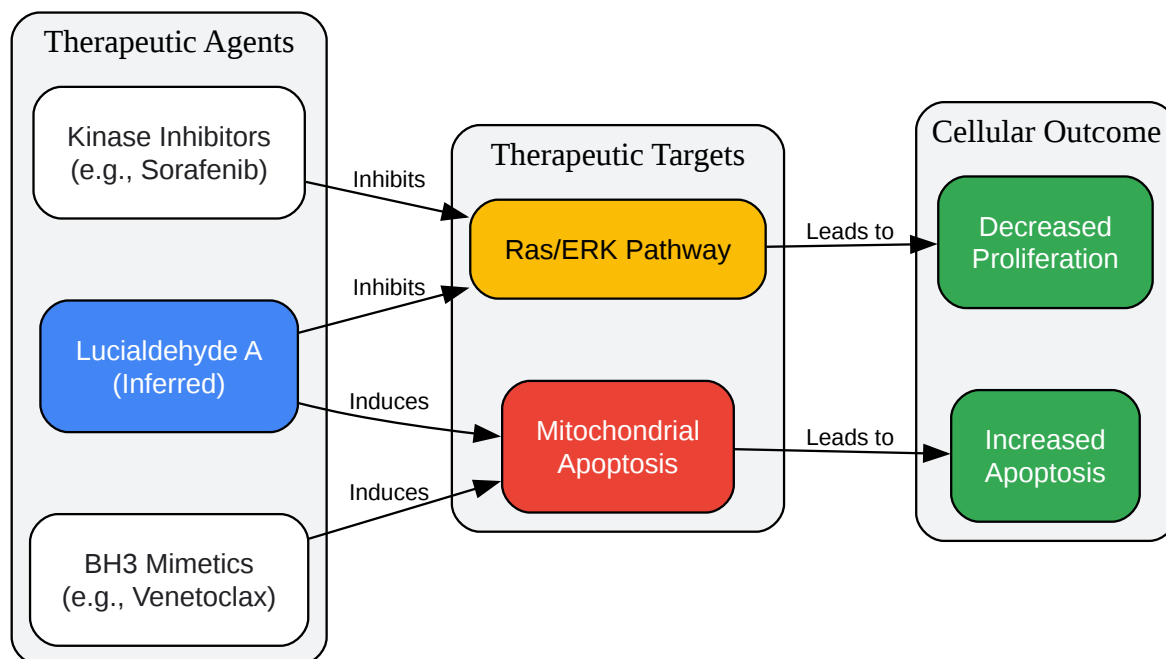 Therapeutic Agents
Kinase Inhibitors
(e.g., Sorafenib)
Lucialdehyde A
(Inferred)
BH3 Mimetics
(e.g., Venetoclax)
Inhibits
Inhibits
Induces
Induces
Therapeutic Targets
Ras/ERK Pathway
Mitochondrial
Apoptosis
Leads to
Leads to
Cellular Outcome
Decreased
Proliferation
Increased
Apoptosis